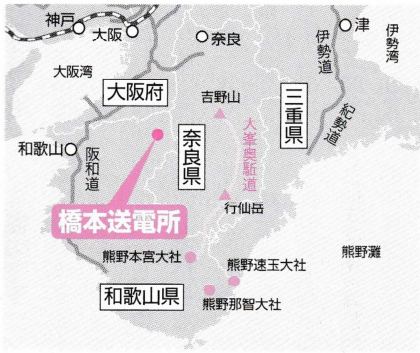 神戸
大阪
奈良
津
伊勢湾
伊勢道
大阪湾
大阪府
吉野山
三重県
紀勢道
和歌山
阪和道
奈良県
大峯奥駈道
橋本送電所
行仙岳
熊野本宮大社
熊野速玉大社
熊野灘
和歌山県
熊野那智大社